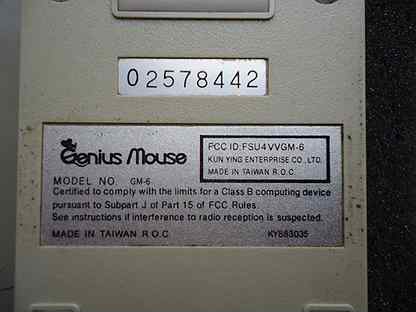 02578442
Genius Mouse
FCC ID:FSU4VVGM-6
KUN YING ENTERPRISE CO., LTD.
MADE IN TAIWAN R.O.C
MODEL NO. GM-6
Certified to comply with the limits for a Class B computing device
pursuant to Subpart J of Part 15 of FCC Rules.
See instructions if interference to radio reception is suspected.
MADE IN TAIWAN R.O.C. KY883035